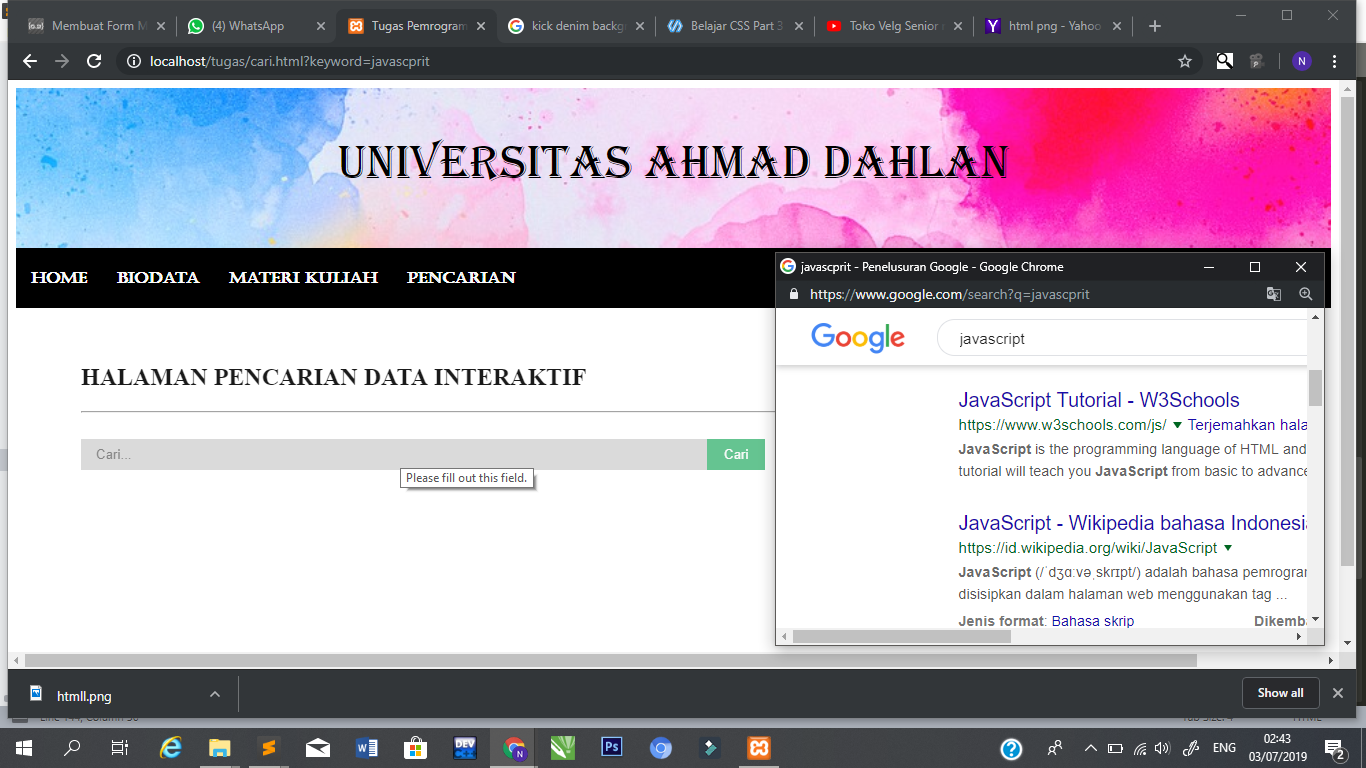 Membuat Form M
(4) WhatsApp
Tugas Pemrogram
kick denim backg
Belajar CSS Part 3
Toko Velg Senior
html png - Yahoo
localhost/tugas/cari.html?keyword=javascprit
N
UNIVERSITAS AHMAD DAHLAN
HOME
BIODATA
MATERI KULIAH
PENCARIAN
HALAMAN PENCARIAN DATA INTERAKTIF
Cari...
Cari
Please fill out this field.
javascprit - Penelusuran Google - Google Chrome
https://www.google.com/search?q=javascprit
Google
javascript
JavaScript Tutorial - W3Schools
https://www.w3schools.com/js/ ▼ Terjemahkan hala
JavaScript is the programming language of HTML and
tutorial will teach you JavaScript from basic to advance
JavaScript - Wikipedia bahasa Indonesia
https://id.wikipedia.org/wiki/JavaScript ▼
JavaScript (/ˈdʒɑːvəˌskrɪpt/) adalah bahasa pemrogran
disisipkan dalam halaman web menggunakan tag ...
Jenis format: Bahasa skrip
Dikemba
htmll.png
Show all
DEV
Ps
ENG
02:43
03/07/2019
2